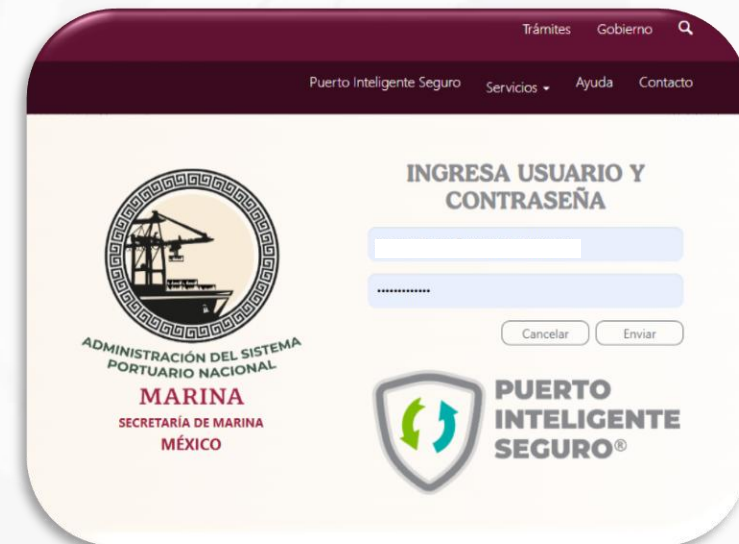 Trámites Gobierno
Puerto Inteligente Seguro Servicios Ayuda Contacto
INGRESA USUARIO Y
CONTRASEÑA
•••••••••••••
Cancelar Enviar
ADMINISTRACIÓN DEL SISTEMA
PORTUARIO NACIONAL
MARINA
SECRETARÍA DE MARINA
MÉXICO
PUERTO
INTELIGENTE
SEGURO®